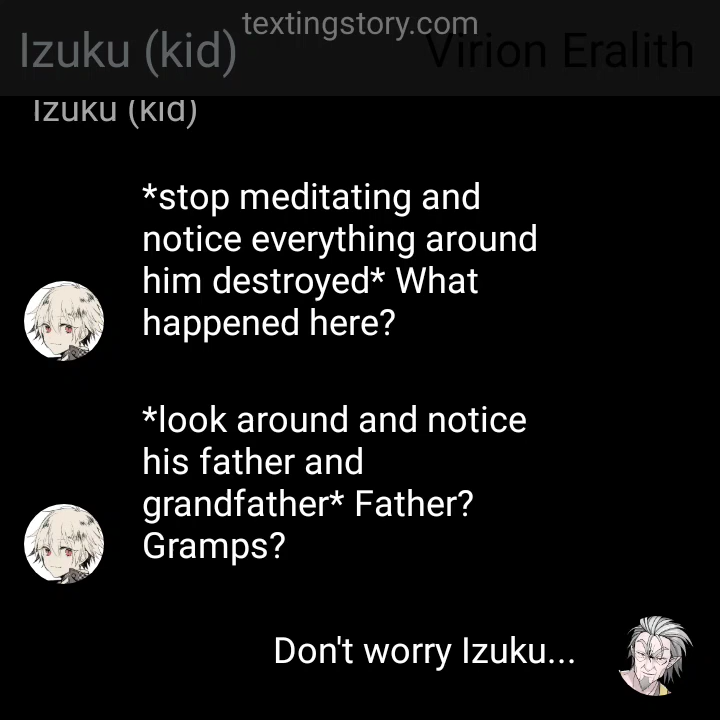 textingstory.com
Izuku (kid) Virion Eralith
Izuku (kid)
*stop meditating and
notice everything around
him destroyed* What
happened here?
*look around and notice
his father and
grandfather* Father?
Gramps?
Don't worry Izuku...